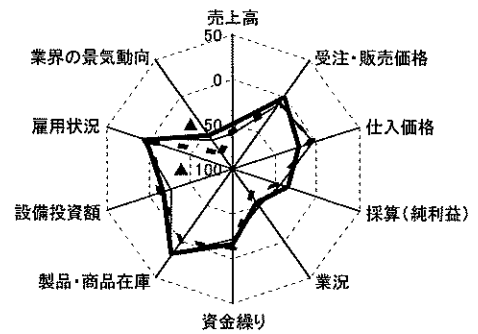 売上高
50
業界の景気動向
受注・販売価格
0
雇用状況
▲
50
仕入価格
▲
100
設備投資額
採算(純利益)
製品・商品在庫
業況
資金繰り